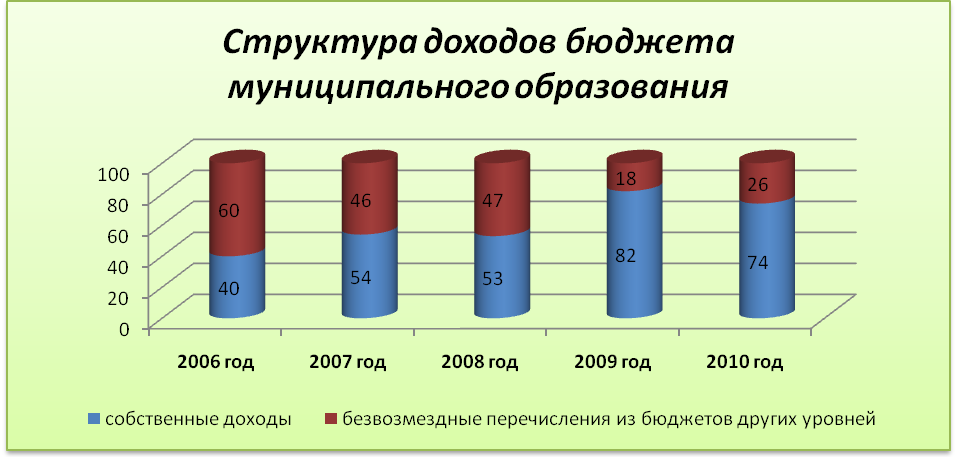 Структура доходов бюджета
муниципального образования
100
80
60
40
20
0
60
46
47
18
26
40
54
53
82
74
2006 год
2007 год
2008 год
2009 год
2010 год
собственные доходы
безвозмездные перечисления из бюджетов других уровней